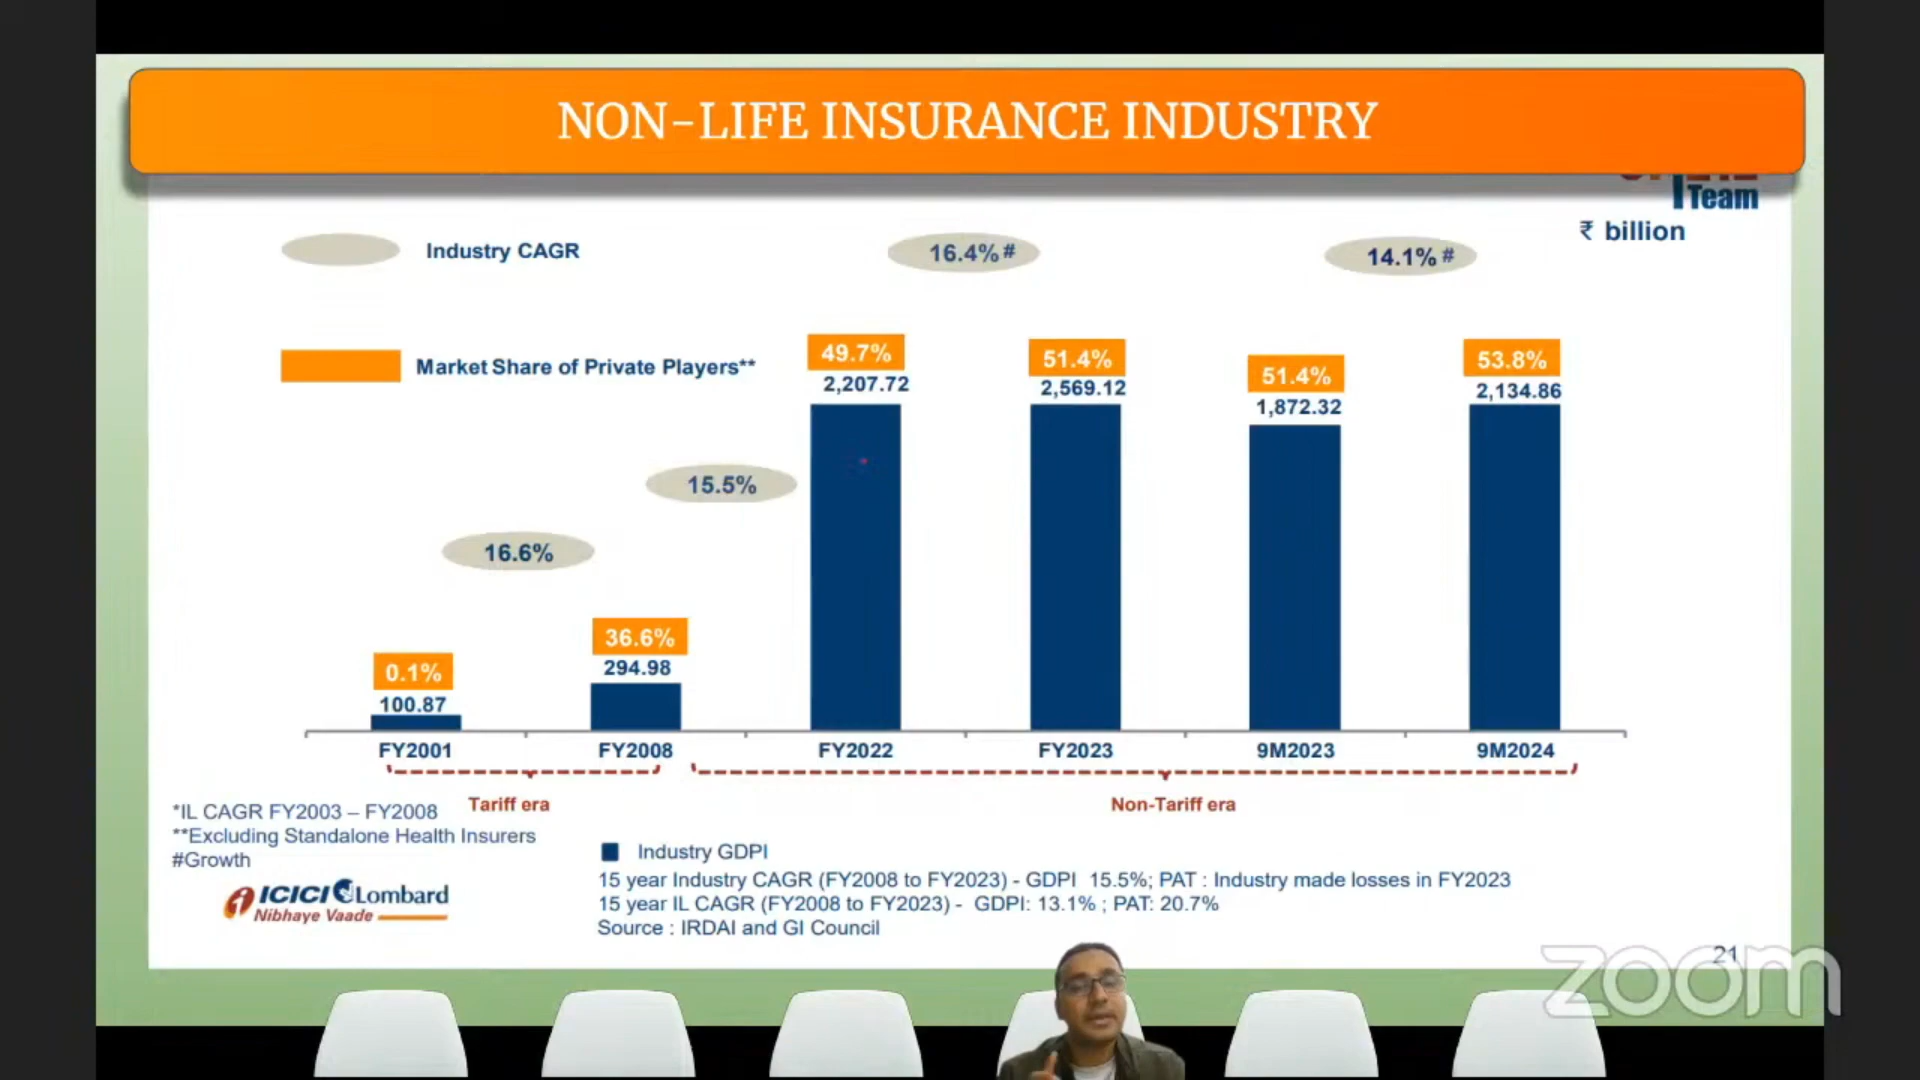 NON-LIFE INSURANCE INDUSTRY
Team
₹ billion
Industry CAGR
16.4% #
14.1% #
Market Share of Private Players**
49.7%
2,207.72
51.4%
2,569.12
51.4%
1,872.32
53.8%
2,134.86
15.5%
16.6%
36.6%
294.98
0.1%
100.87
FY2001
FY2008
FY2022
FY2023
9M2023
9M2024
Tariff era
Non-Tariff era
*IL CAGR FY2003 – FY2008
**Excluding Standalone Health Insurers
#Growth
Industry GDPI
15 year Industry CAGR (FY2008 to FY2023) - GDPI 15.5%; PAT : Industry made losses in FY2023
15 year IL CAGR (FY2008 to FY2023) - GDPI: 13.1% ; PAT: 20.7%
Source : IRDAI and GI Council
ICICI Lombard
Nibhaye Vaade
21
zoom